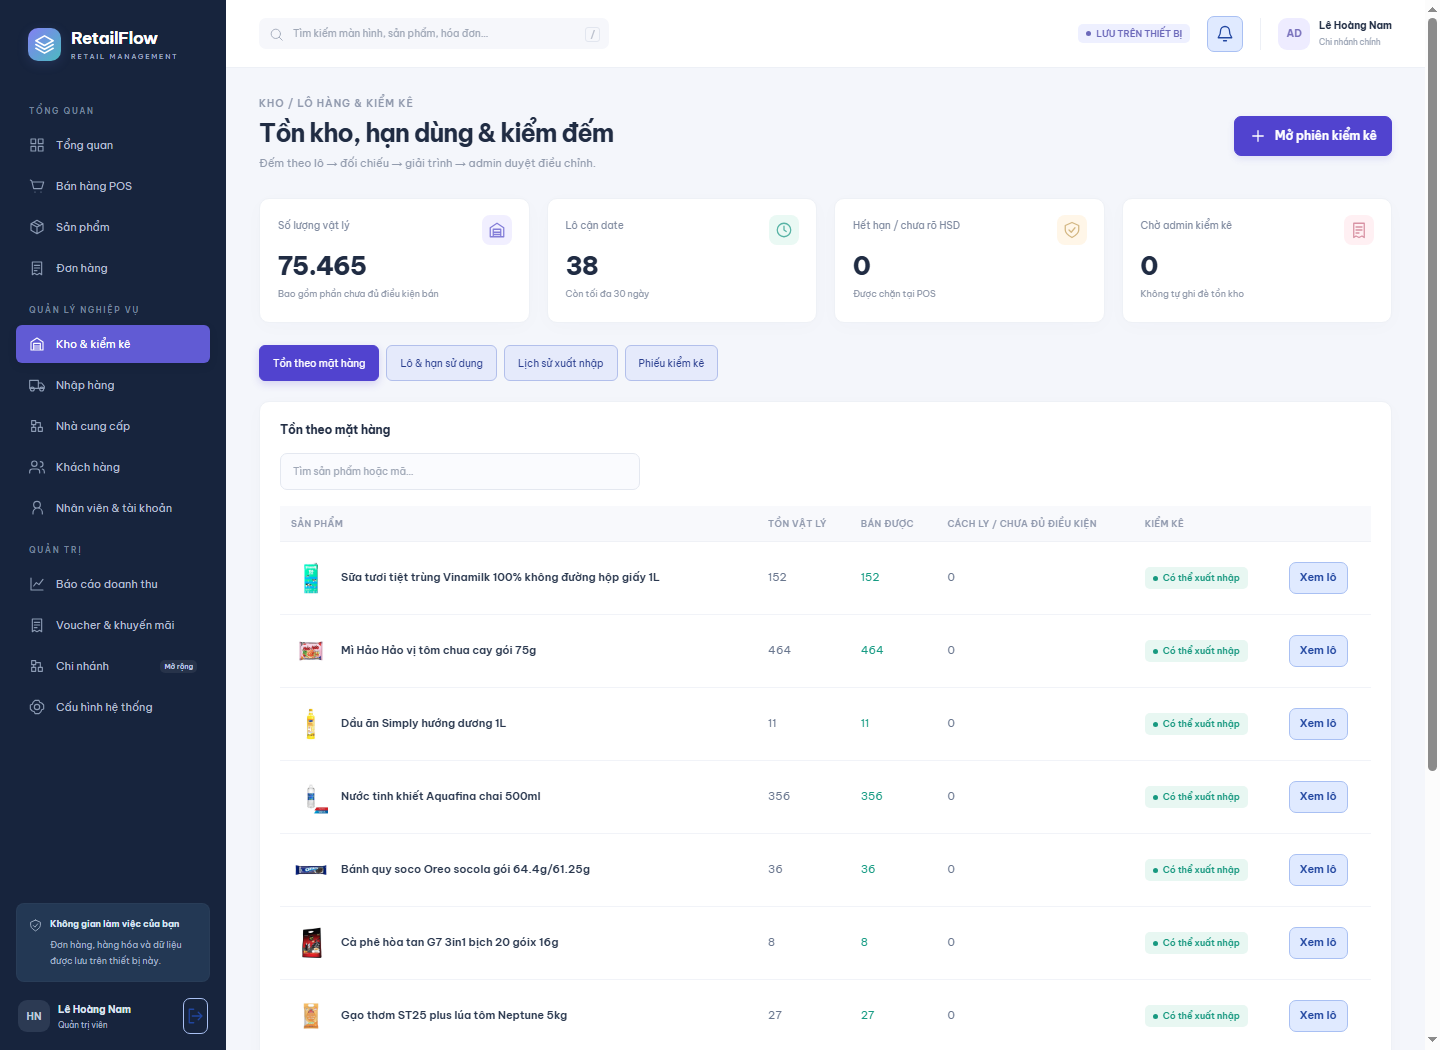 RetailFlow
RETAIL MANAGEMENT
TỔNG QUAN
Tổng quan
Bán hàng POS
Sản phẩm
Đơn hàng
QUẢN LÝ NGHIỆP VỤ
Kho & kiểm kê
Nhập hàng
Nhà cung cấp
Khách hàng
Nhân viên & tài khoản
QUẢN TRỊ
Báo cáo doanh thu
Voucher & khuyến mãi
Chi nhánh
Mở rộng
Cấu hình hệ thống
Không gian làm việc của bạn
Đơn hàng, hàng hóa và dữ liệu
được lưu trên thiết bị này.
HN
Lê Hoàng Nam
Quản trị viên
Tìm kiếm màn hình, sản phẩm, hóa đơn...
/
LƯU TRÊN THIẾT BỊ
AD
Lê Hoàng Nam
Chi nhánh chính
KHO / LÔ HÀNG & KIỂM KÊ
Tồn kho, hạn dùng & kiểm đếm
Đếm theo lô → đối chiếu → giải trình → admin duyệt điều chỉnh.
Mở phiên kiểm kê
Số lượng vật lý
75.465
Bao gồm phần chưa đủ điều kiện bán
Lô cận date
38
Còn tối đa 30 ngày
Hết hạn / chưa rõ HSD
0
Được chặn tại POS
Chờ admin kiểm kê
0
Không tự ghi đè tồn kho
Tồn theo mặt hàng
Lô & hạn sử dụng
Lịch sử xuất nhập
Phiếu kiểm kê
Tồn theo mặt hàng
Tìm sản phẩm hoặc mã...
SẢN PHẨM TỒN VẬT LÝ BÁN ĐƯỢC CÁCH LY / CHƯA ĐỦ ĐIỀU KIỆN KIỂM KÊ
Sữa tươi tiệt trùng Vinamilk 100% không đường hộp giấy 1L 152 152 0 Có thể xuất nhập Xem lô
Mì Hảo Hảo vị tôm chua cay gói 75g 464 464 0 Có thể xuất nhập Xem lô
Dầu ăn Simply hướng dương 1L 11 11 0 Có thể xuất nhập Xem lô
Nước tinh khiết Aquafina chai 500ml 356 356 0 Có thể xuất nhập Xem lô
Bánh quy soco Oreo socola gói 64.4g/61.25g 36 36 0 Có thể xuất nhập Xem lô
Cà phê hòa tan G7 3in1 bịch 20 góix 16g 8 8 0 Có thể xuất nhập Xem lô
Gạo thơm ST25 plus lúa tôm Neptune 5kg 27 27 0 Có thể xuất nhập Xem lô